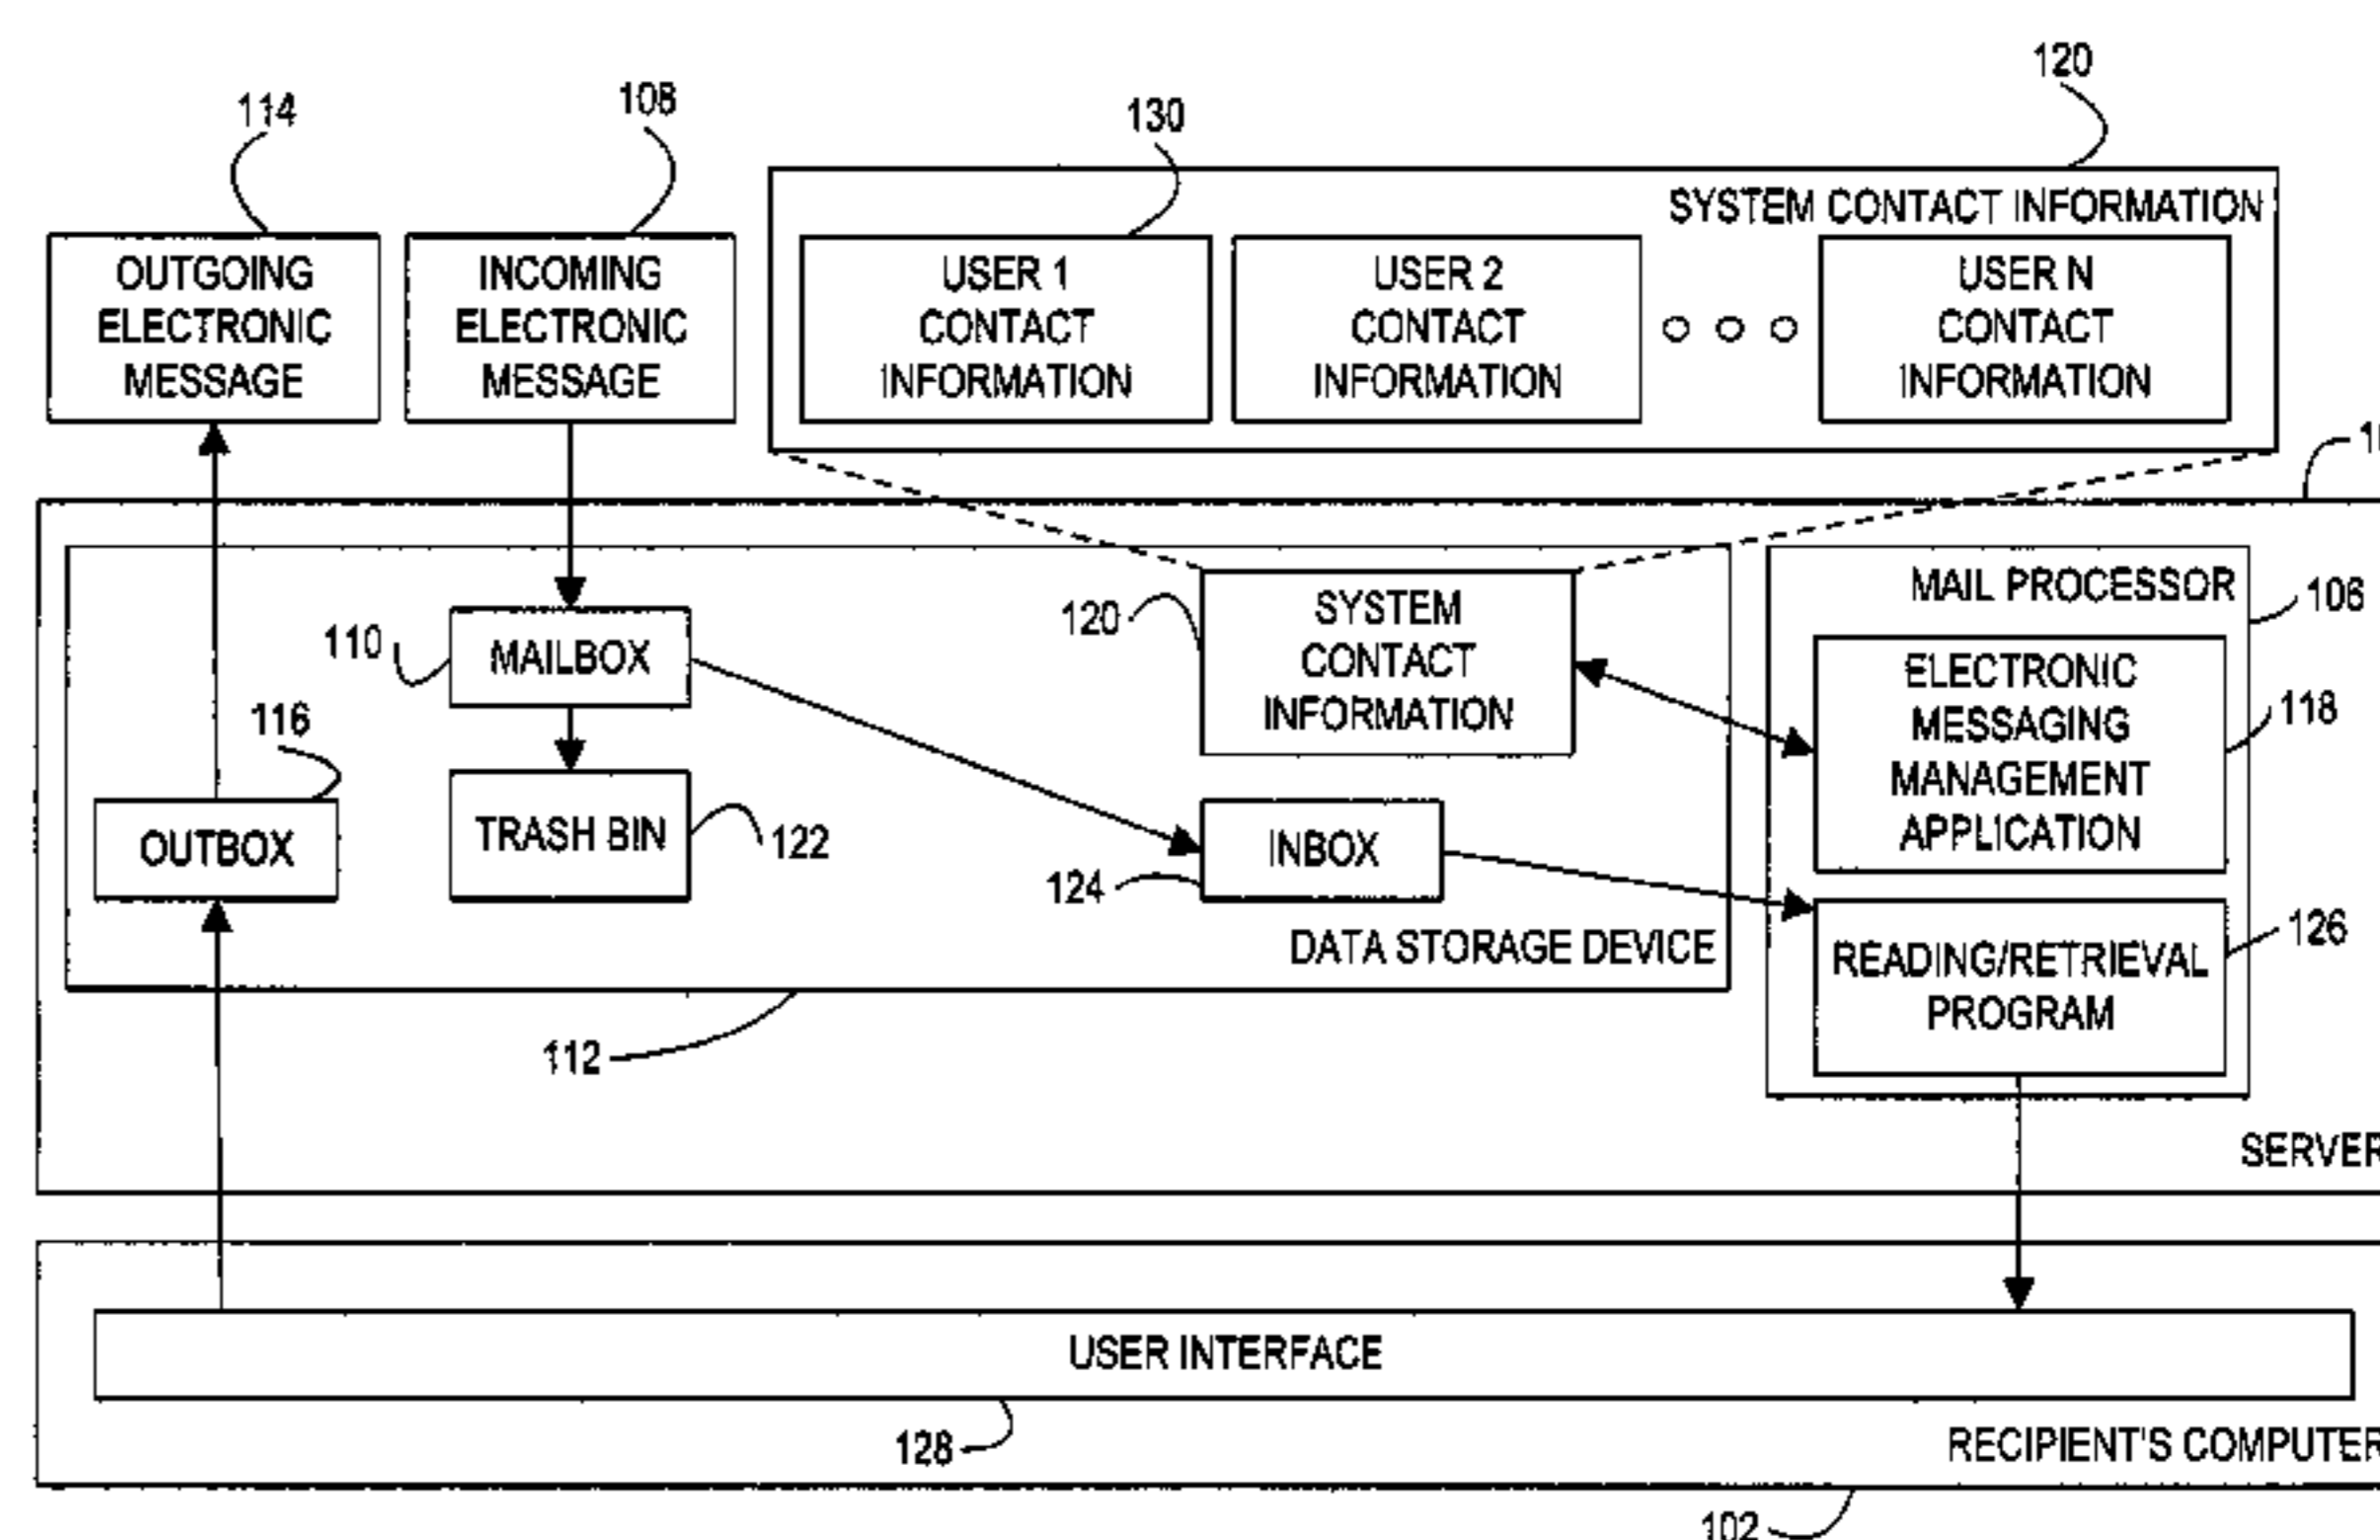 120
114
108
130
SYSTEM CONTACT INFORMATION
OUTGOING
ELECTRONIC
MESSAGE
INCOMING
ELECTRONIC
MESSAGE
USER 1
CONTACT
INFORMATION
USER 2
CONTACT
INFORMATION
USER N
CONTACT
INFORMATION
MAIL PROCESSOR
106
120
SYSTEM
CONTACT
INFORMATION
110
MAILBOX
ELECTRONIC
MESSAGING
MANAGEMENT
APPLICATION
118
116
OUTBOX
TRASH BIN
122
INBOX
124
126
READING/RETRIEVAL
PROGRAM
DATA STORAGE DEVICE
112
SERVER
USER INTERFACE
128
RECIPIENT'S COMPUTER
102